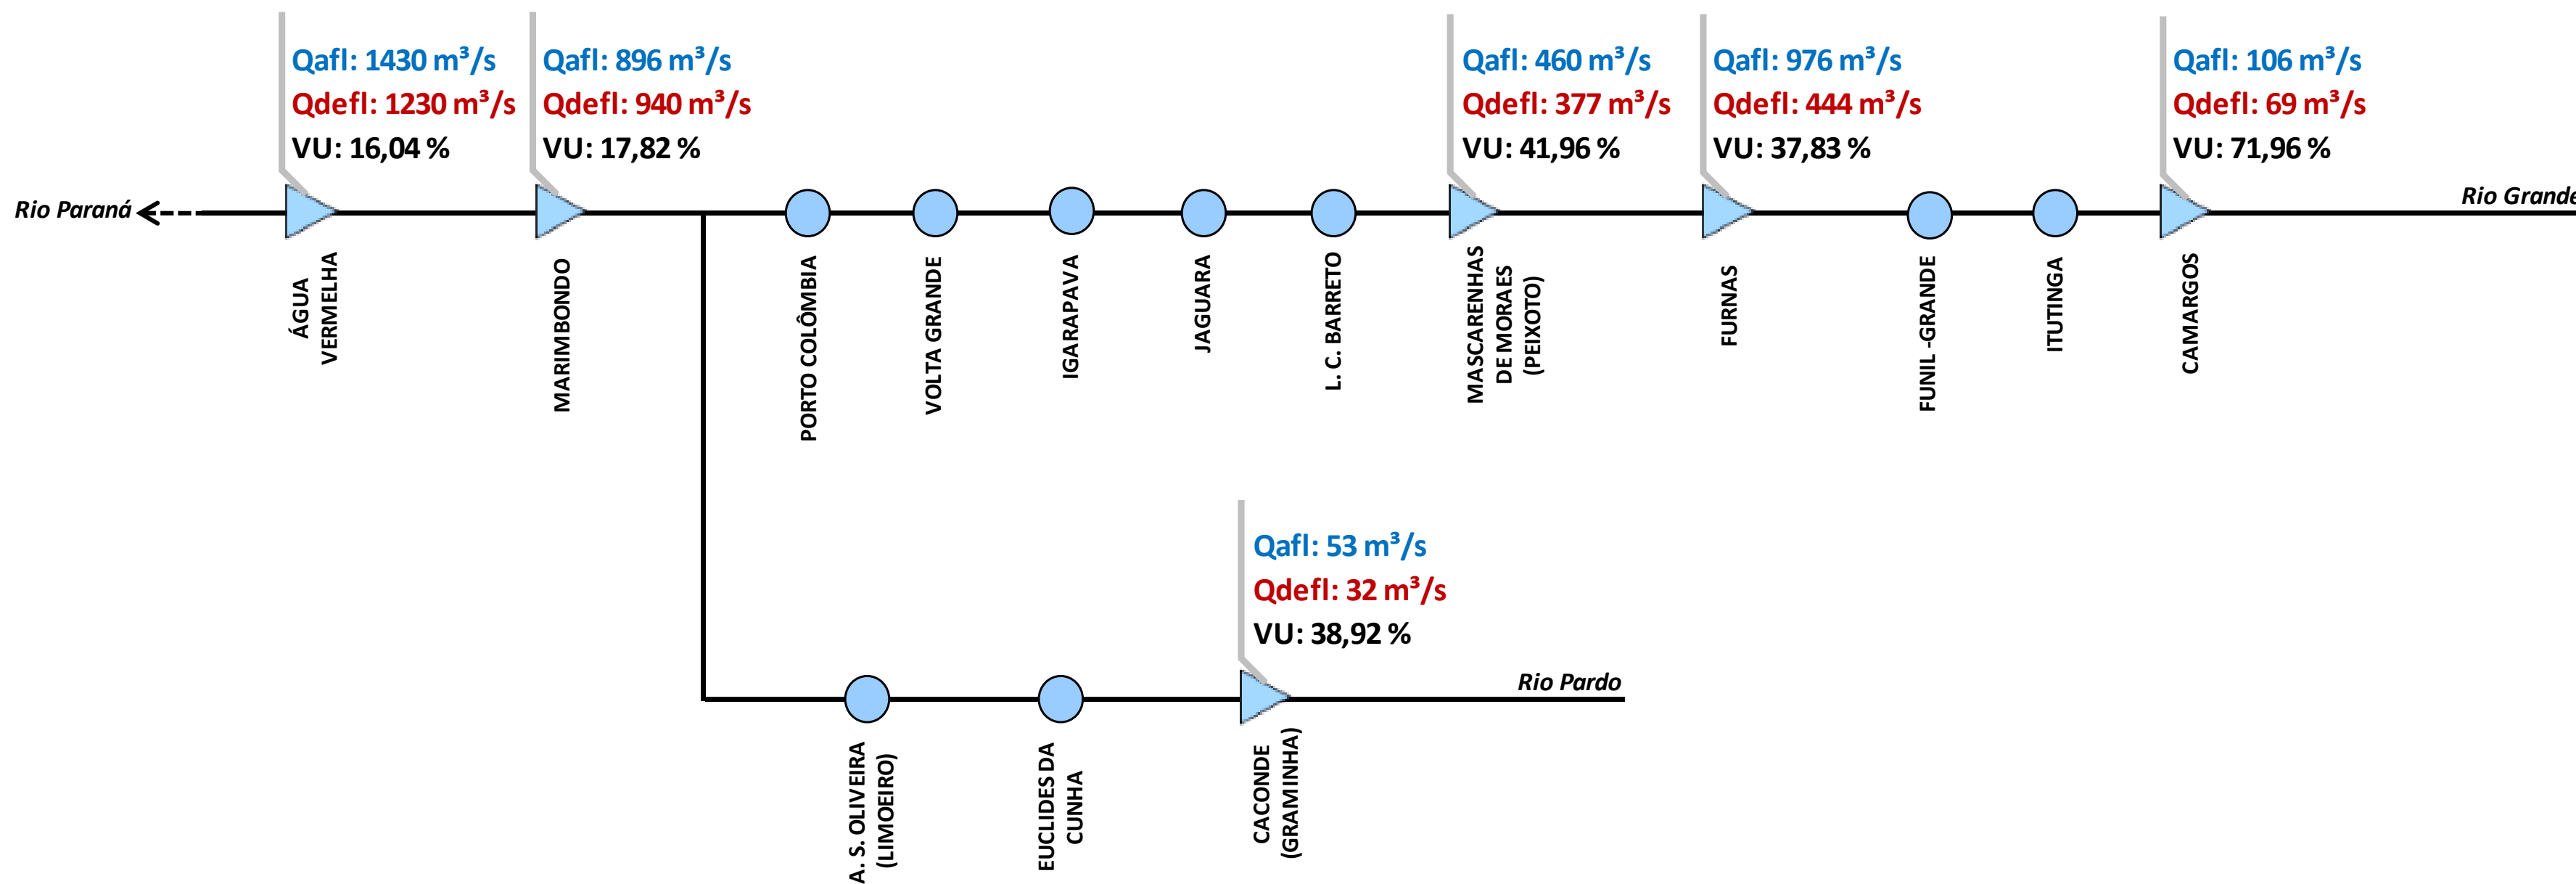 Qafl: 1430 m³/s
Qdefl: 1230 m³/s
VU: 16,04 %
Qafl: 896 m³/s
Qdefl: 940 m³/s
VU: 17,82 %
Qafl: 460 m³/s
Qdefl: 377 m³/s
VU: 41,96 %
Qafl: 976 m³/s
Qdefl: 444 m³/s
VU: 37,83 %
Qafl: 106 m³/s
Qdefl: 69 m³/s
VU: 71,96 %
Rio Paraná
Rio Grande
ÁGUA
VERMELHA
MARIMBONDO
PORTO COLÔMBIA
VOLTA GRANDE
IGARAPAVA
JAGUARA
L. C. BARRETO
MASCARENHAS
DE MORAES
(PEIXOTO)
FURNAS
FUNIL -GRANDE
ITUTINGA
CAMARGOS
Qafl: 53 m³/s
Qdefl: 32 m³/s
VU: 38,92 %
Rio Pardo
A. S. OLIVEIRA
(LIMOEIRO)
EUCLIDES DA
CUNHA
CACONDE
(GRAMINHA)